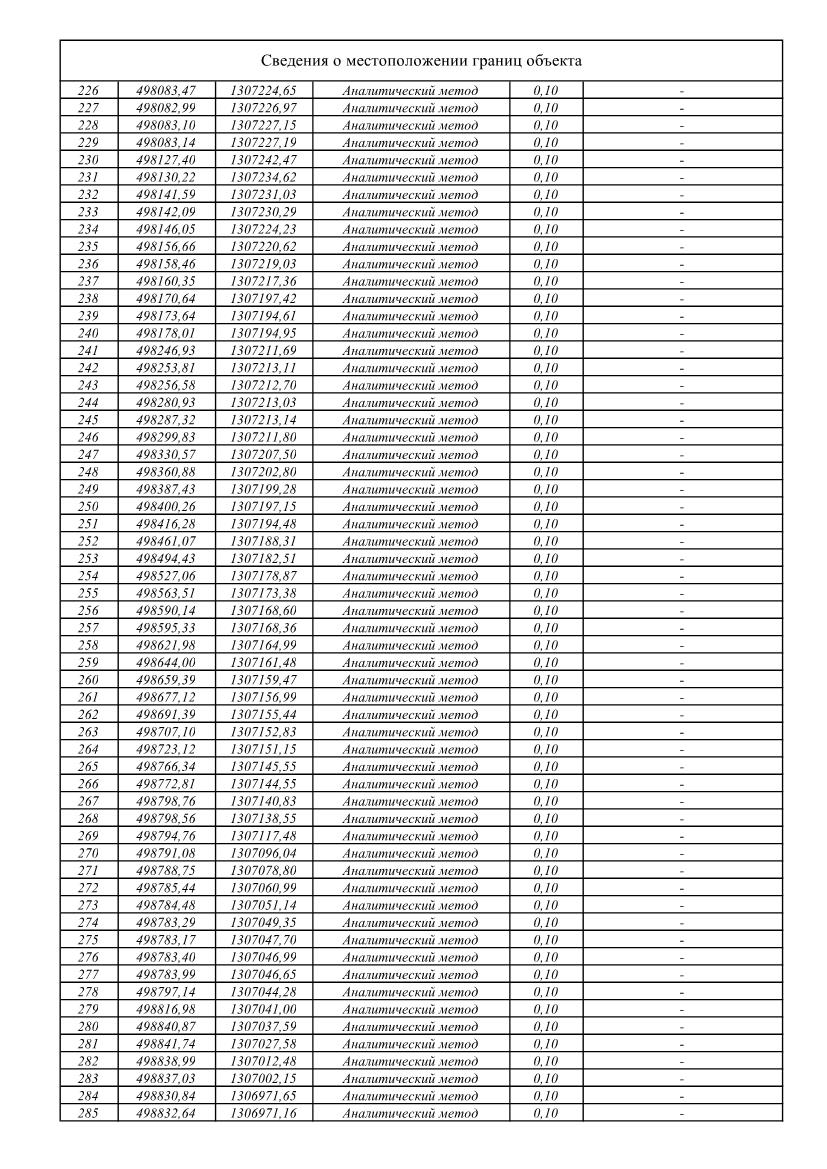 Сведения о местоположении границ объекта
226 498083,47 1307224,65 Аналитический метод 0,10 -
227 498082,99 1307226,97 Аналитический метод 0,10 -
228 498083,10 1307227,15 Аналитический метод 0,10 -
229 498083,14 1307227,19 Аналитический метод 0,10 -
230 498127,40 1307242,47 Аналитический метод 0,10 -
231 498130,22 1307234,62 Аналитический метод 0,10 -
232 498141,59 1307231,03 Аналитический метод 0,10 -
233 498142,09 1307230,29 Аналитический метод 0,10 -
234 498146,05 1307224,23 Аналитический метод 0,10 -
235 498156,66 1307220,62 Аналитический метод 0,10 -
236 498158,46 1307219,03 Аналитический метод 0,10 -
237 498160,35 1307217,36 Аналитический метод 0,10 -
238 498170,64 1307197,42 Аналитический метод 0,10 -
239 498173,64 1307194,61 Аналитический метод 0,10 -
240 498178,01 1307194,95 Аналитический метод 0,10 -
241 498246,93 1307211,69 Аналитический метод 0,10 -
242 498253,81 1307213,11 Аналитический метод 0,10 -
243 498256,58 1307212,70 Аналитический метод 0,10 -
244 498280,93 1307213,03 Аналитический метод 0,10 -
245 498287,32 1307213,14 Аналитический метод 0,10 -
246 498299,83 1307211,80 Аналитический метод 0,10 -
247 498330,57 1307207,50 Аналитический метод 0,10 -
248 498360,88 1307202,80 Аналитический метод 0,10 -
249 498387,43 1307199,28 Аналитический метод 0,10 -
250 498400,26 1307197,15 Аналитический метод 0,10 -
251 498416,28 1307194,48 Аналитический метод 0,10 -
252 498461,07 1307188,31 Аналитический метод 0,10 -
253 498494,43 1307182,51 Аналитический метод 0,10 -
254 498527,06 1307178,87 Аналитический метод 0,10 -
255 498563,51 1307173,38 Аналитический метод 0,10 -
256 498590,14 1307168,60 Аналитический метод 0,10 -
257 498595,33 1307168,36 Аналитический метод 0,10 -
258 498621,98 1307164,99 Аналитический метод 0,10 -
259 498644,00 1307161,48 Аналитический метод 0,10 -
260 498659,39 1307159,47 Аналитический метод 0,10 -
261 498677,12 1307156,99 Аналитический метод 0,10 -
262 498691,39 1307155,44 Аналитический метод 0,10 -
263 498707,10 1307152,83 Аналитический метод 0,10 -
264 498723,12 1307151,15 Аналитический метод 0,10 -
265 498766,34 1307145,55 Аналитический метод 0,10 -
266 498772,81 1307144,55 Аналитический метод 0,10 -
267 498798,76 1307140,83 Аналитический метод 0,10 -
268 498798,56 1307138,55 Аналитический метод 0,10 -
269 498794,76 1307117,48 Аналитический метод 0,10 -
270 498791,08 1307096,04 Аналитический метод 0,10 -
271 498788,75 1307078,80 Аналитический метод 0,10 -
272 498785,44 1307060,99 Аналитический метод 0,10 -
273 498784,48 1307051,14 Аналитический метод 0,10 -
274 498783,29 1307049,35 Аналитический метод 0,10 -
275 498783,17 1307047,70 Аналитический метод 0,10 -
276 498783,40 1307046,99 Аналитический метод 0,10 -
277 498783,99 1307046,65 Аналитический метод 0,10 -
278 498797,14 1307044,28 Аналитический метод 0,10 -
279 498816,98 1307041,00 Аналитический метод 0,10 -
280 498840,87 1307037,59 Аналитический метод 0,10 -
281 498841,74 1307027,58 Аналитический метод 0,10 -
282 498838,99 1307012,48 Аналитический метод 0,10 -
283 498837,03 1307002,15 Аналитический метод 0,10 -
284 498830,84 1306971,65 Аналитический метод 0,10 -
285 498832,64 1306971,16 Аналитический метод 0,10 -